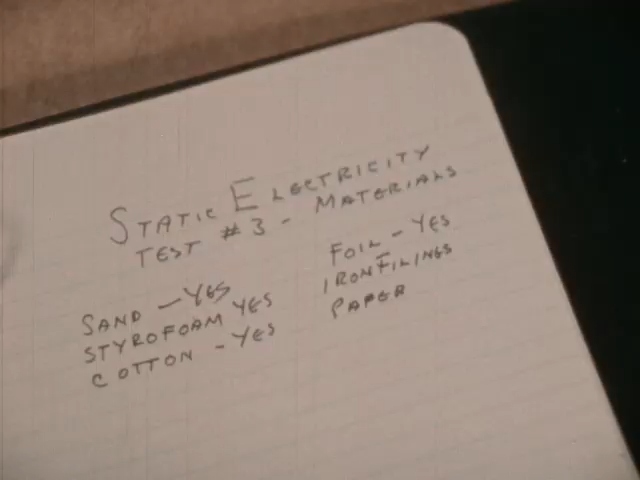 STATIC ELECTRICITY
TEST #3 - MATERIALS
SAND - YES
STYROFOAM YES
COTTON - YES
FOIL - YES
IRON FILINGS
PAPER